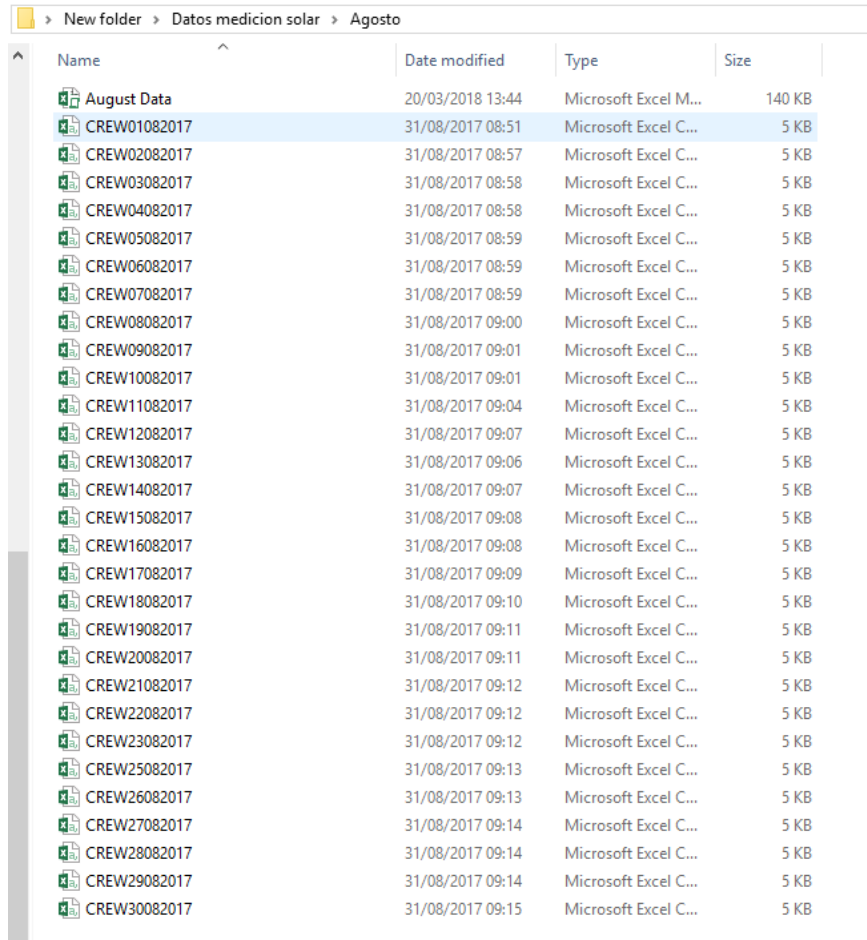 New folder > Datos medicion solar > Agosto
Name Date modified Type Size
August Data 20/03/2018 13:44 Microsoft Excel M... 140 KB
CREW01082017 31/08/2017 08:51 Microsoft Excel C... 5 KB
CREW02082017 31/08/2017 08:57 Microsoft Excel C... 5 KB
CREW03082017 31/08/2017 08:58 Microsoft Excel C... 5 KB
CREW04082017 31/08/2017 08:58 Microsoft Excel C... 5 KB
CREW05082017 31/08/2017 08:59 Microsoft Excel C... 5 KB
CREW06082017 31/08/2017 08:59 Microsoft Excel C... 5 KB
CREW07082017 31/08/2017 08:59 Microsoft Excel C... 5 KB
CREW08082017 31/08/2017 09:00 Microsoft Excel C... 5 KB
CREW09082017 31/08/2017 09:01 Microsoft Excel C... 5 KB
CREW10082017 31/08/2017 09:01 Microsoft Excel C... 5 KB
CREW11082017 31/08/2017 09:04 Microsoft Excel C... 5 KB
CREW12082017 31/08/2017 09:07 Microsoft Excel C... 5 KB
CREW13082017 31/08/2017 09:06 Microsoft Excel C... 5 KB
CREW14082017 31/08/2017 09:07 Microsoft Excel C... 5 KB
CREW15082017 31/08/2017 09:08 Microsoft Excel C... 5 KB
CREW16082017 31/08/2017 09:08 Microsoft Excel C... 5 KB
CREW17082017 31/08/2017 09:09 Microsoft Excel C... 5 KB
CREW18082017 31/08/2017 09:10 Microsoft Excel C... 5 KB
CREW19082017 31/08/2017 09:11 Microsoft Excel C... 5 KB
CREW20082017 31/08/2017 09:11 Microsoft Excel C... 5 KB
CREW21082017 31/08/2017 09:12 Microsoft Excel C... 5 KB
CREW22082017 31/08/2017 09:12 Microsoft Excel C... 5 KB
CREW23082017 31/08/2017 09:12 Microsoft Excel C... 5 KB
CREW25082017 31/08/2017 09:13 Microsoft Excel C... 5 KB
CREW26082017 31/08/2017 09:13 Microsoft Excel C... 5 KB
CREW27082017 31/08/2017 09:14 Microsoft Excel C... 5 KB
CREW28082017 31/08/2017 09:14 Microsoft Excel C... 5 KB
CREW29082017 31/08/2017 09:14 Microsoft Excel C... 5 KB
CREW30082017 31/08/2017 09:15 Microsoft Excel C... 5 KB